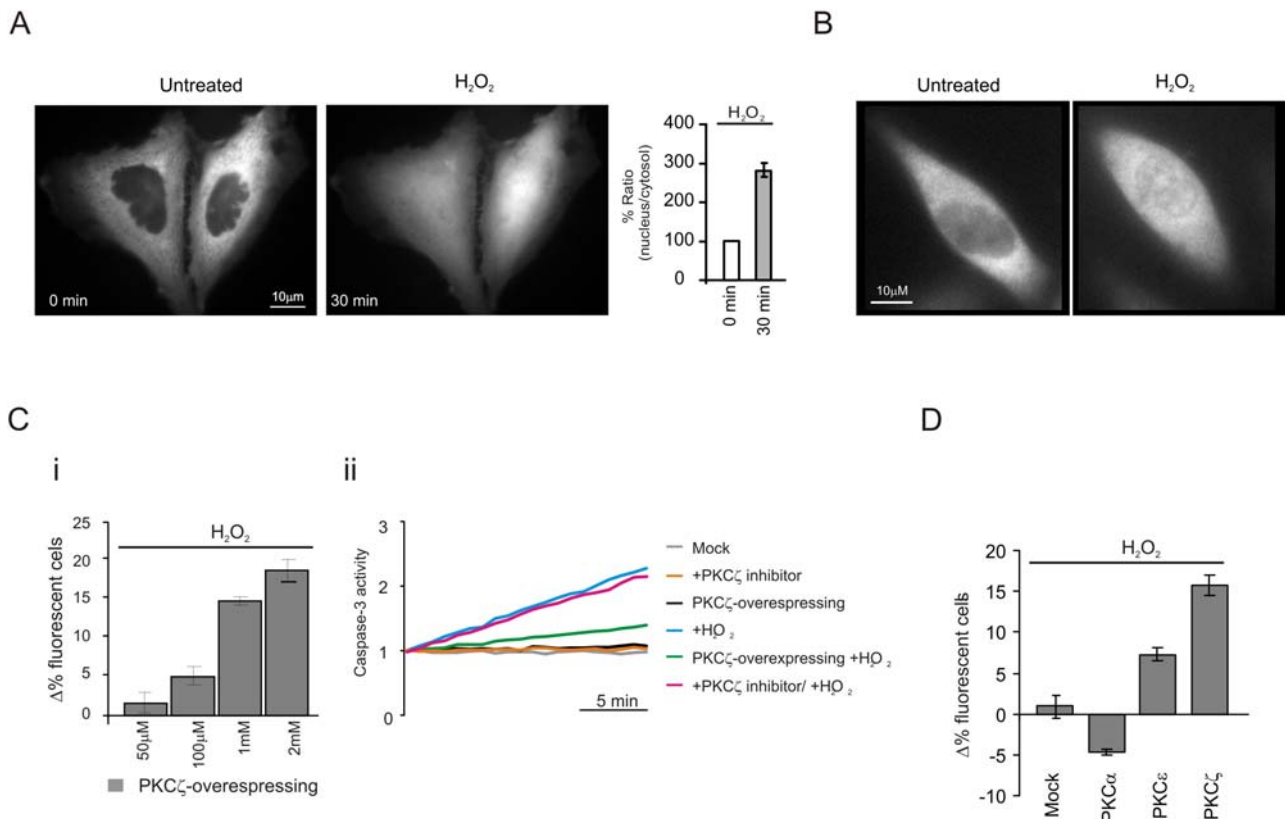 A
Untreated
H₂O₂
0 min
10μm
30 min
H₂O₂
% Ratio
(nucleus/cytosol)
400
300
200
100
0
0 min
30 min
B
Untreated
H₂O₂
10μM
C
i
H₂O₂
Δ% fluorescent cels
25
20
15
10
5
0
50μM
100μM
1mM
2mM
PKCζ-overespressing
ii
Caspase-3 activity
3
2
1
0
5 min
Mock
+PKCζ inhibitor
PKCζ-overespressing
+HO₂
PKCζ-overexpressing +H₂O₂
+PKCζ inhibitor/ +H₂O₂
D
H₂O₂
Δ% fluorescent cells
20
15
10
5
0
-5
-10
Mock
PKCα
PKCε
PKCζ